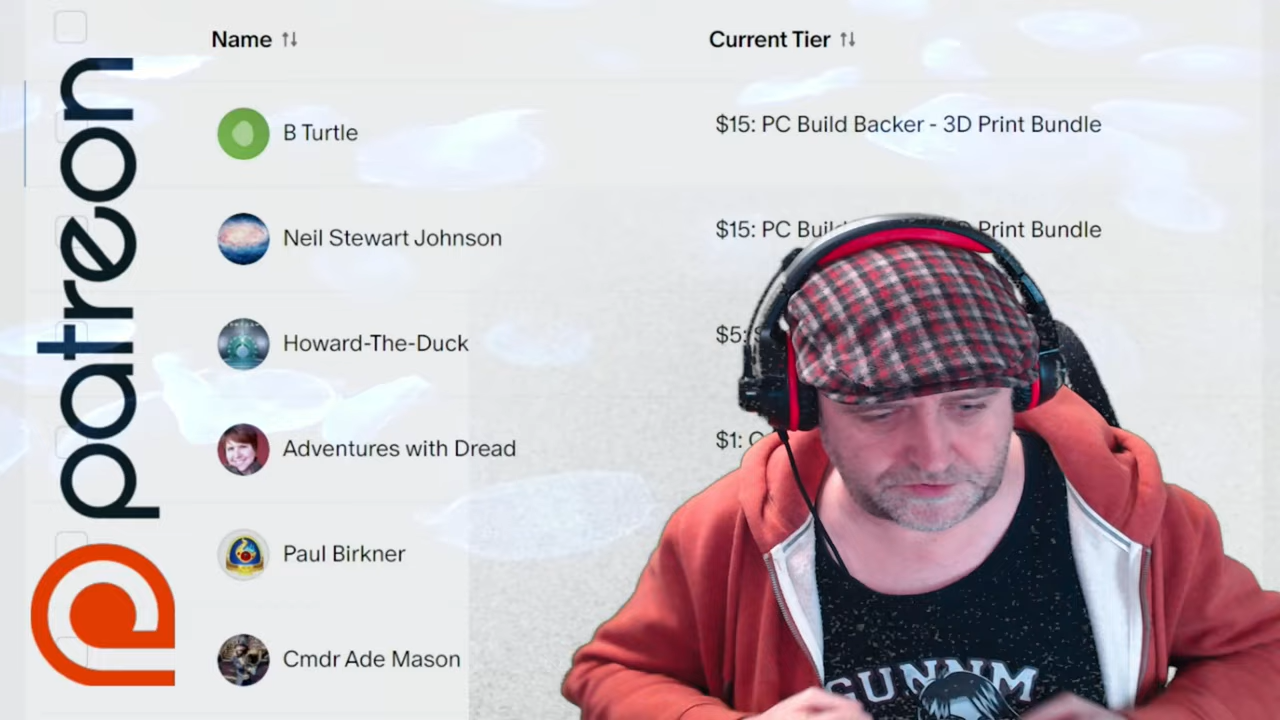 patreon
Name
Current Tier
B Turtle
$15: PC Build Backer - 3D Print Bundle
Neil Stewart Johnson
$15: PC Build Print Bundle
Howard-The-Duck
$5:
Adventures with Dread
$1:
Paul Birkner
Cmdr Ade Mason
GUNNM